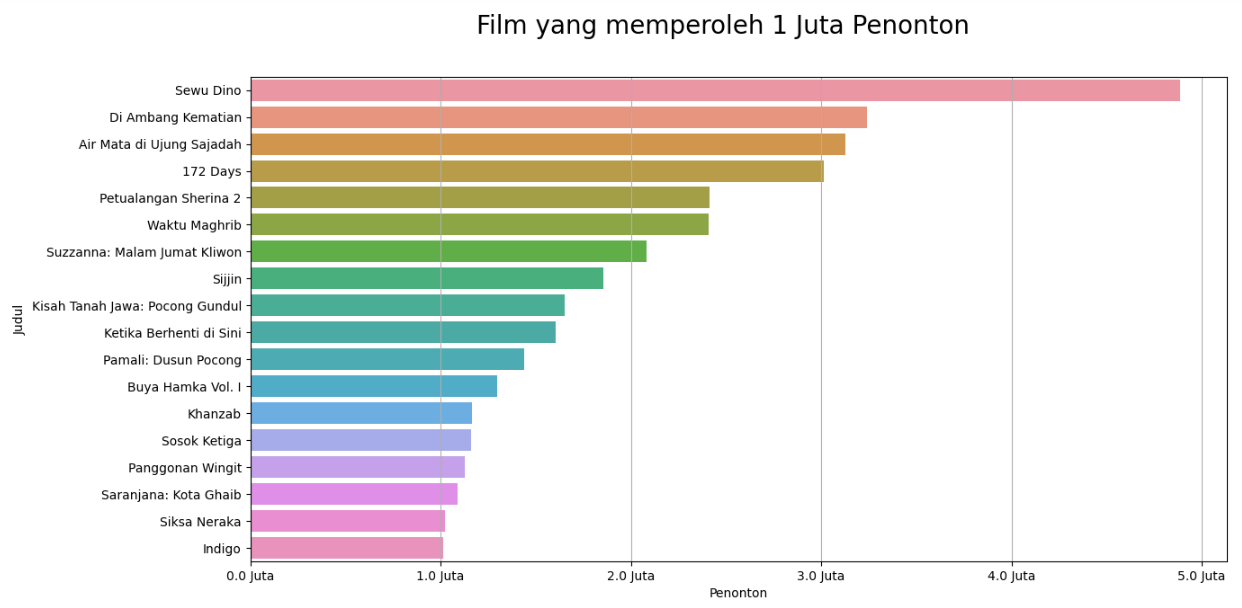 Film yang memperoleh 1 Juta Penonton
Judul
Sewu Dino
Di Ambang Kematian
Air Mata di Ujung Sajadah
172 Days
Petualangan Sherina 2
Waktu Maghrib
Suzzanna: Malam Jumat Kliwon
Sijjin
Kisah Tanah Jawa: Pocong Gundul
Ketika Berhenti di Sini
Pamali: Dusun Pocong
Buya Hamka Vol. I
Khanzab
Sosok Ketiga
Panggonan Wingit
Saranjana: Kota Ghaib
Siksa Neraka
Indigo
0.0 Juta 1.0 Juta 2.0 Juta 3.0 Juta 4.0 Juta 5.0 Juta
Penonton